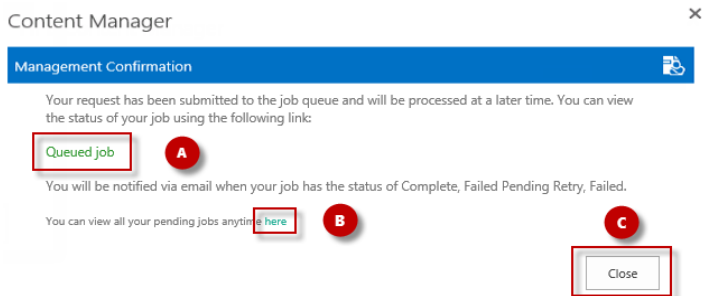 Content Manager
Management Confirmation
Your request has been submitted to the job queue and will be processed at a later time. You can view
the status of your job using the following link:
Queued job A
You will be notified via email when your job has the status of Complete, Failed Pending Retry, Failed.
You can view all your pending jobs anytime here B
C
Close